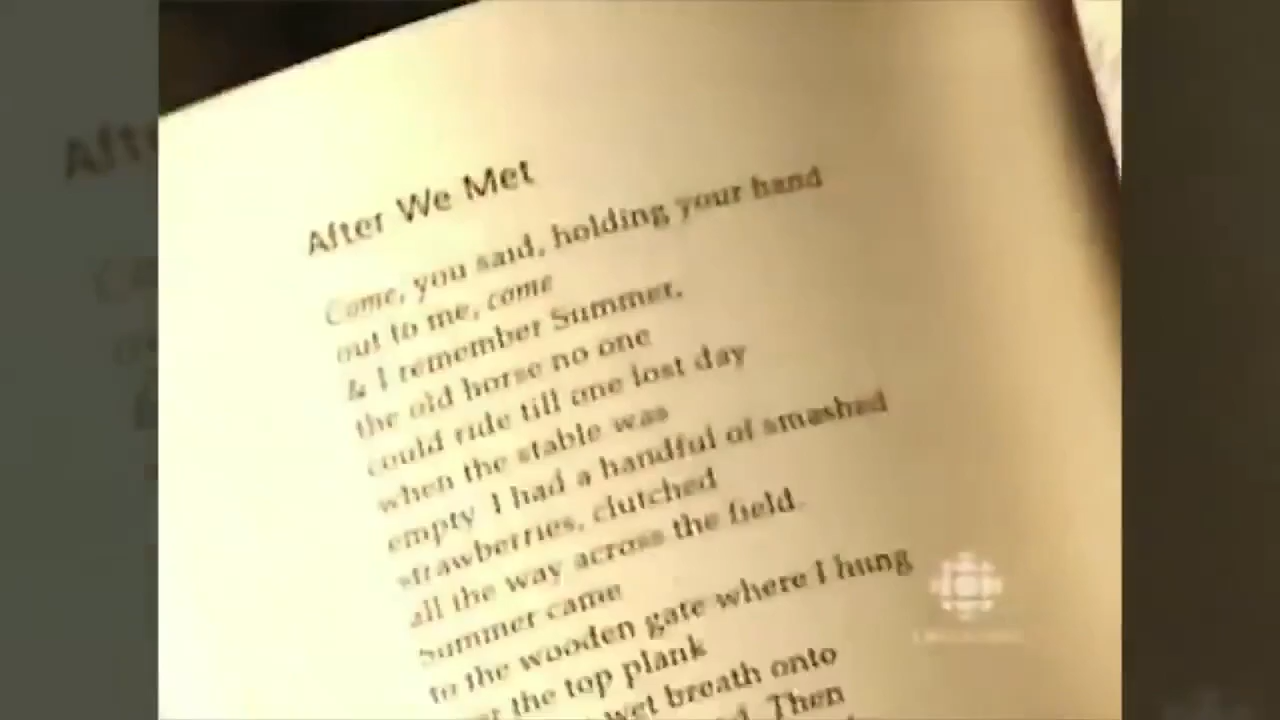 After We Met
Come, you said, holding your hand
out to me, come
& I remember Summer,
the old horse no one
could ride till one lost day
when the stable was
empty I had a handful of smashed
strawberries, clutched
all the way across the field.
Summer came
to the wooden gate where I hung
the top plank
wet breath onto
Then